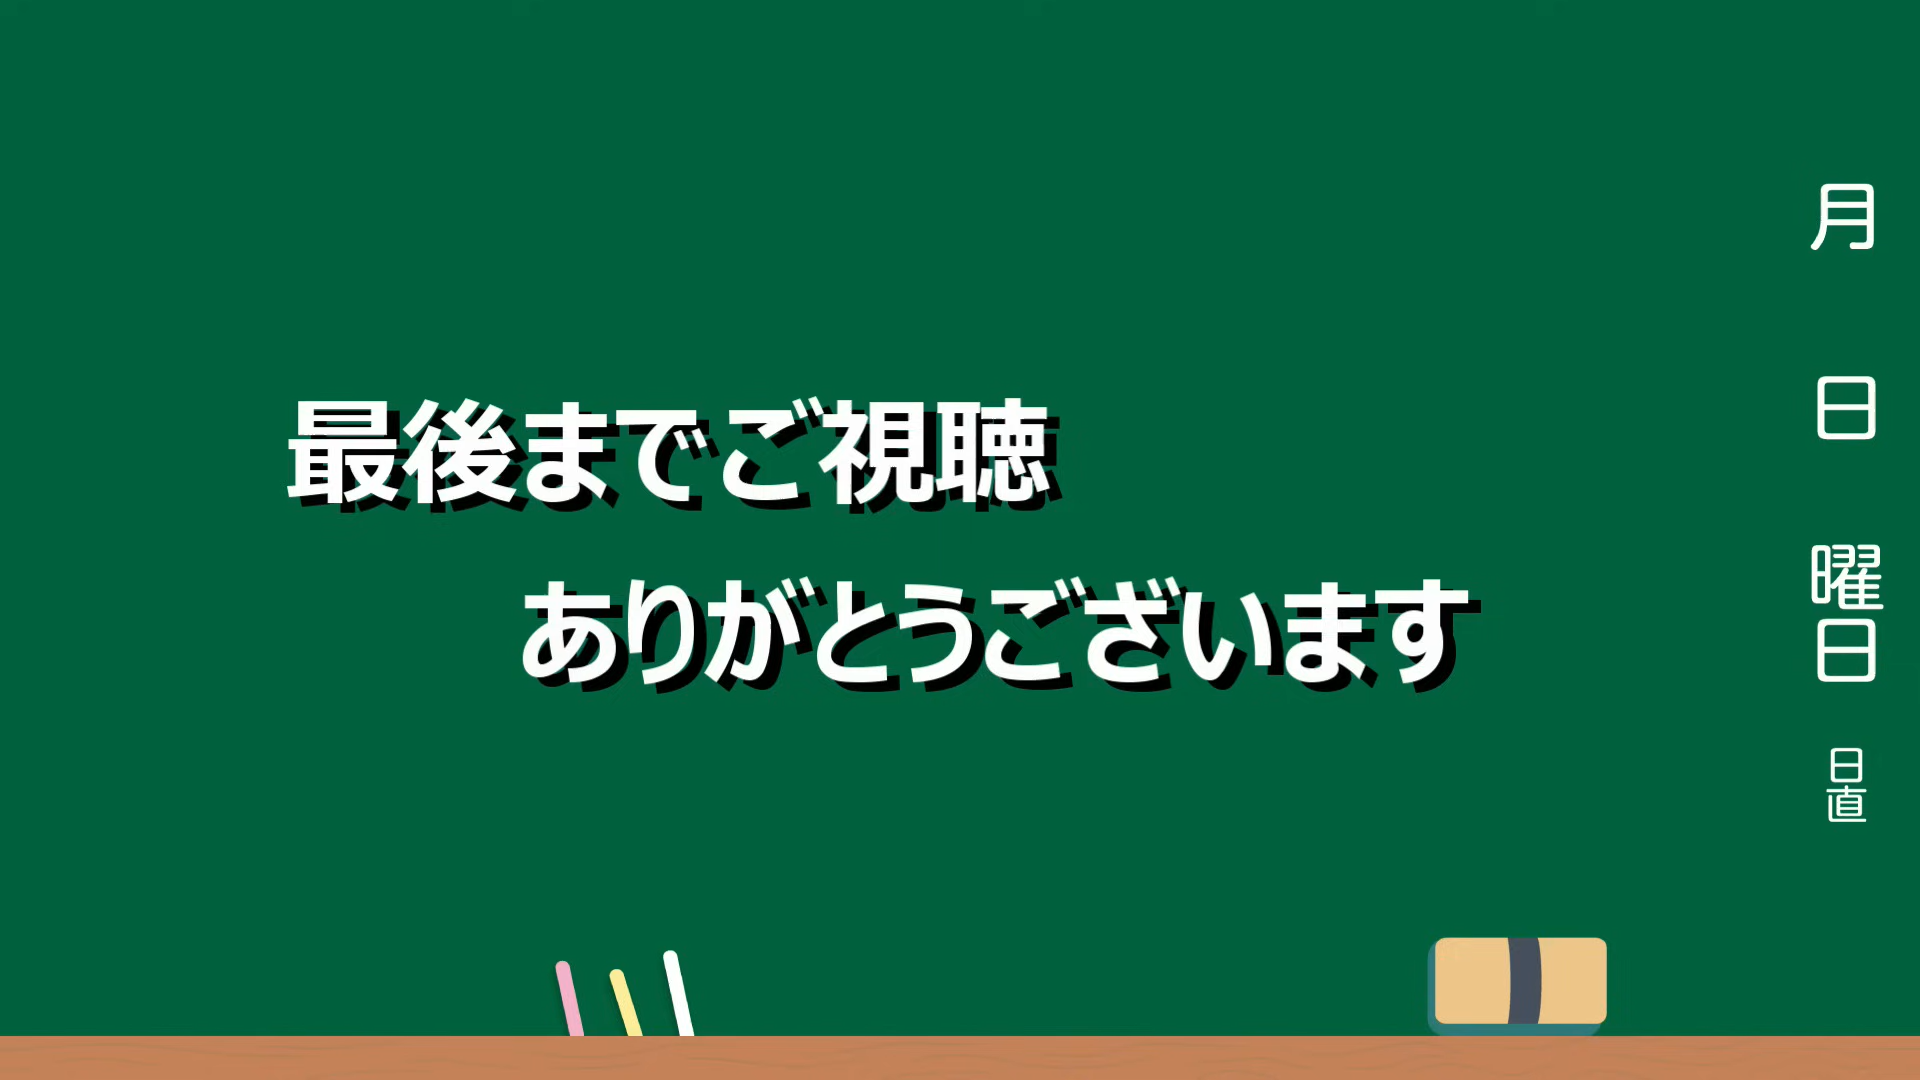 最後までご視聴
ありがとうございます
月
日
曜日
日直